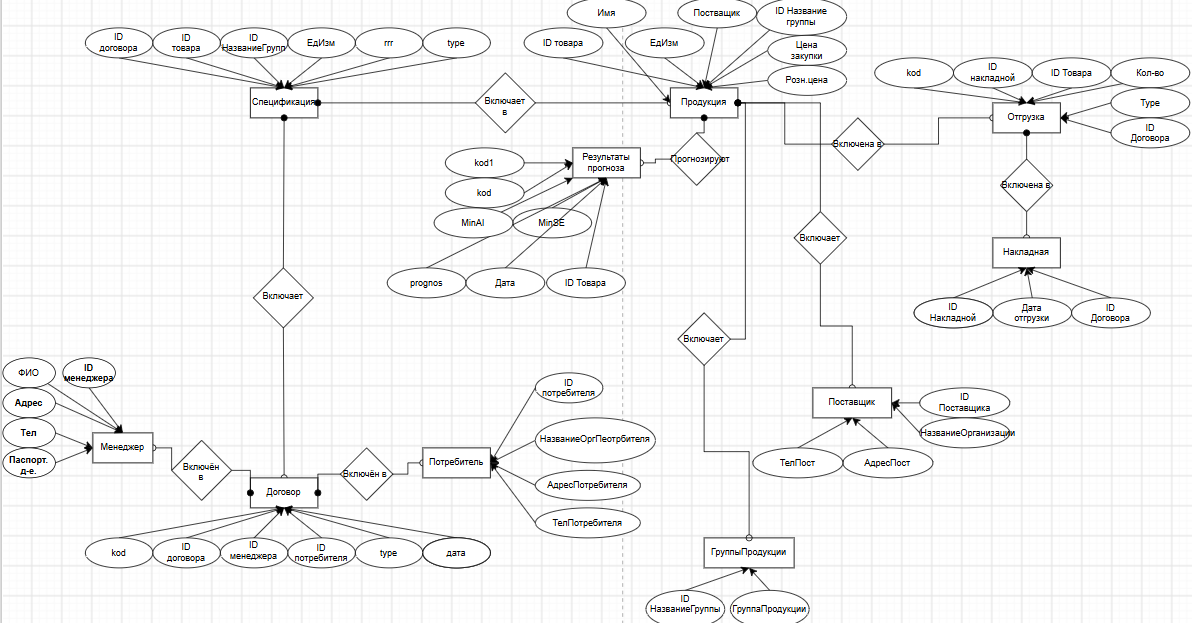 Имя
Поставщик
ID Название
группы
ID
договора
ID
товара
ID
НазваниеГрупп
ЕдИзм
rrr
type
ID товара
ЕдИзм
Цена
закупки
Розн.цена
kod
ID
накладной
ID Товара
Кол-во
Type
ID
Договора
Спецификация
Включает
в
Продукция
Отгрузка
Включена в
Прогнозируют
Результаты
прогноза
kod1
kod
MinAI
MinSE
prognos
Дата
ID Товара
Включена в
Включает
Накладная
ID
Накладной
Дата
отгрузки
ID
Договора
Включает
Включает
ФИО
ID
менеджера
Адрес
Тел
Паспорт.
д-е.
Менеджер
Включён
в
Договор
Включён в
Потребитель
ID
потребителя
НазваниеОргПеотрбителя
АдресПотребителя
ТелПотребителя
Поставщик
ID
Поставщика
НазваниеОрганизации
ТелПост
АдресПост
kod
ID
договора
ID
менеджера
ID
потребителя
type
дата
ГруппыПродукции
ID
НазваниеГруппы
ГруппаПродукции